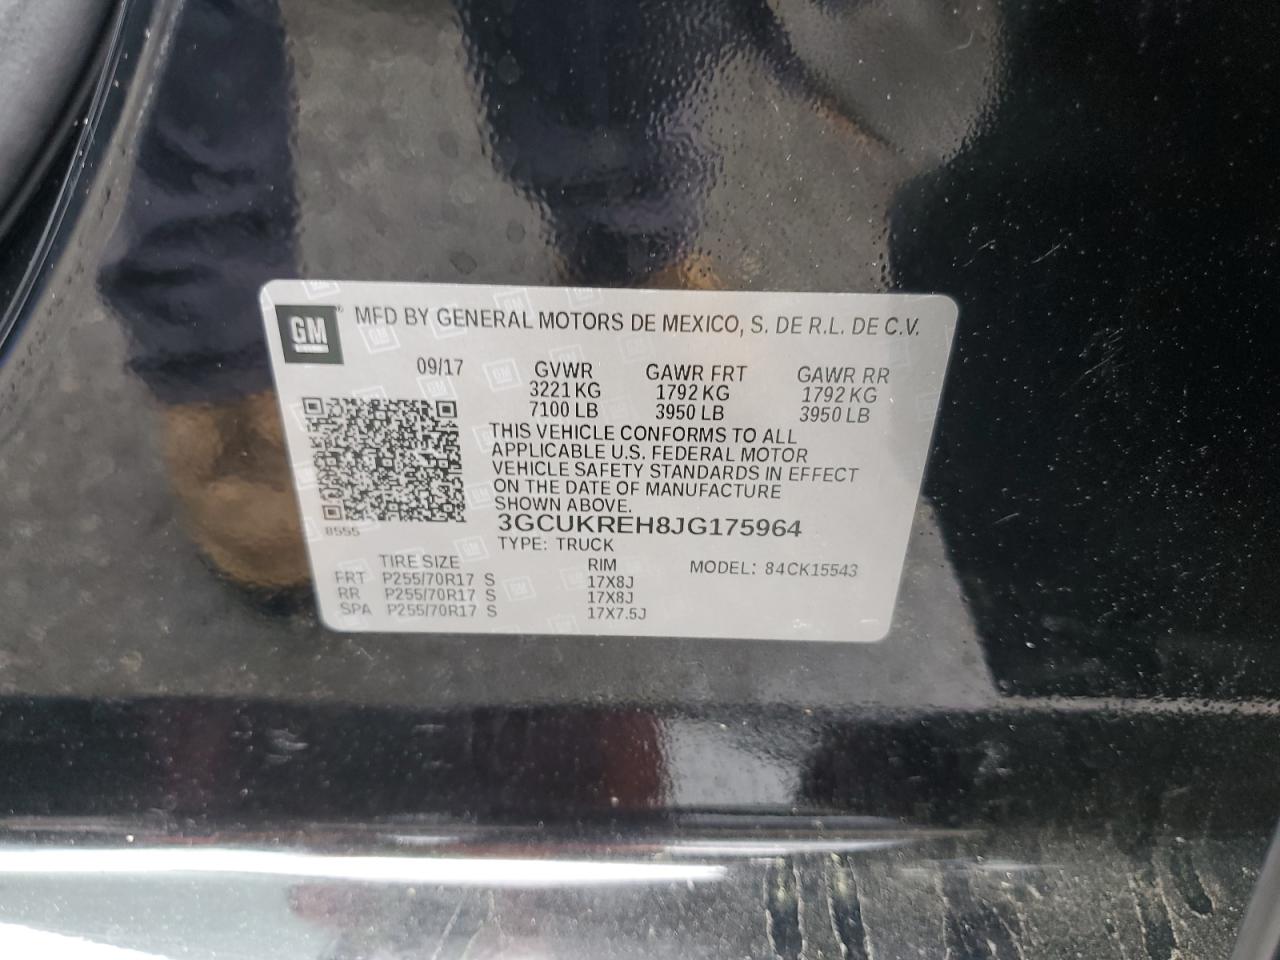 GM
® MFD BY GENERAL MOTORS DE MEXICO, S. DE R.L. DE C.V.
09/17 GVWR GAWR FRT GAWR RR
3221 KG 1792 KG 1792 KG
7100 LB 3950 LB 3950 LB
THIS VEHICLE CONFORMS TO ALL
APPLICABLE U.S. FEDERAL MOTOR
VEHICLE SAFETY STANDARDS IN EFFECT
ON THE DATE OF MANUFACTURE
SHOWN ABOVE.
3GCUKREH8JG175964
8555
TYPE: TRUCK
TIRE SIZE RIM MODEL: 84CK15543
FRT P255/70R17 S 17X8J
RR P255/70R17 S 17X8J
SPA P255/70R17 S 17X7.5J